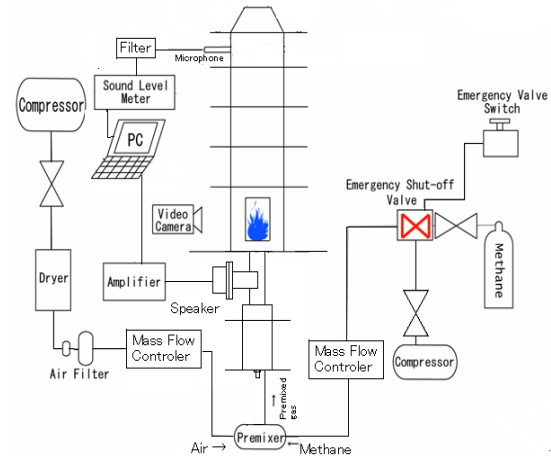 Filter
Microphone
Compressor
Sound Level
Meter
PC
Emergency Valve
Switch
Emergency Shut-off
Valve
Video
Camera
Methane
Dryer
Amplifier
Speaker
Mass Flow
Controler
Mass Flow
Controler
Compressor
Air Filter
Premixed
gas
Air →
Premixer
←Methane